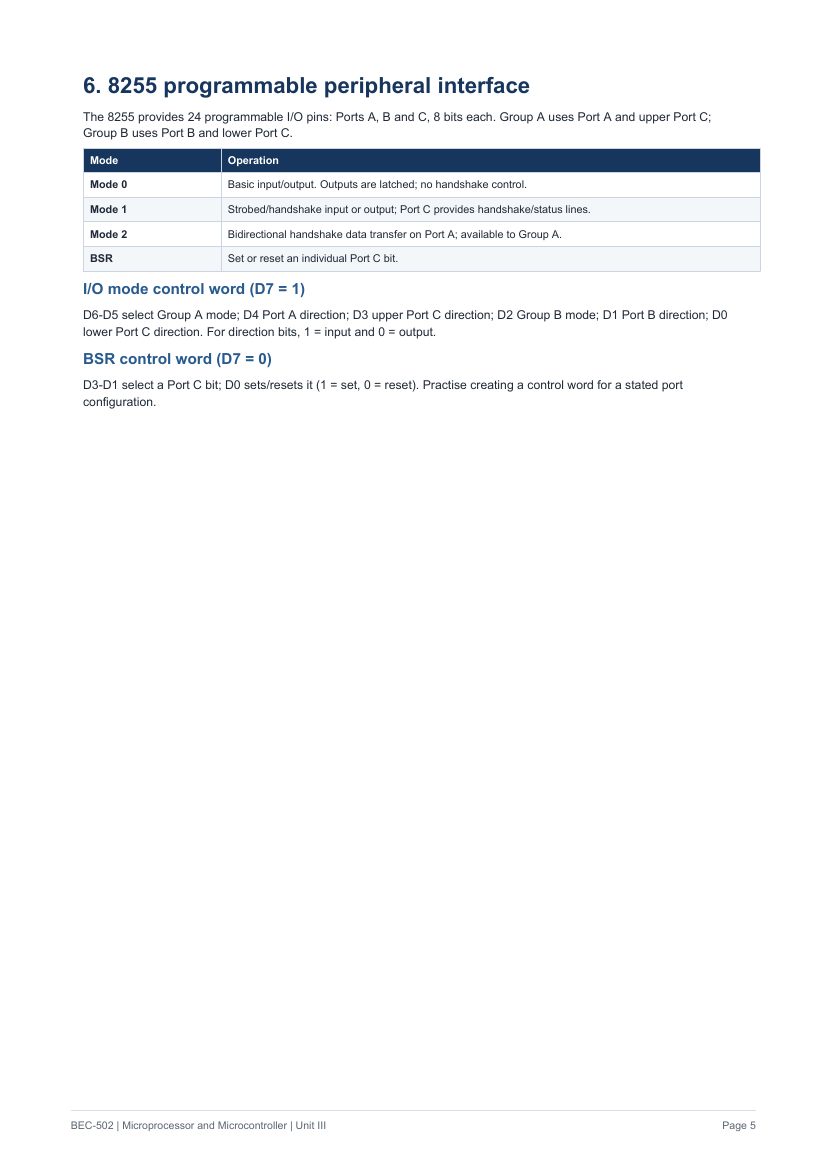 6. 8255 programmable peripheral interface
The 8255 provides 24 programmable I/O pins: Ports A, B and C, 8 bits each. Group A uses Port A and upper Port C;
Group B uses Port B and lower Port C.
Mode Operation
Mode 0 Basic input/output. Outputs are latched; no handshake control.
Mode 1 Strobed/handshake input or output; Port C provides handshake/status lines.
Mode 2 Bidirectional handshake data transfer on Port A; available to Group A.
BSR Set or reset an individual Port C bit.
I/O mode control word (D7 = 1)
D6-D5 select Group A mode; D4 Port A direction; D3 upper Port C direction; D2 Group B mode; D1 Port B direction; D0
lower Port C direction. For direction bits, 1 = input and 0 = output.
BSR control word (D7 = 0)
D3-D1 select a Port C bit; D0 sets/resets it (1 = set, 0 = reset). Practise creating a control word for a stated port
configuration.
BEC-502 | Microprocessor and Microcontroller | Unit III Page 5